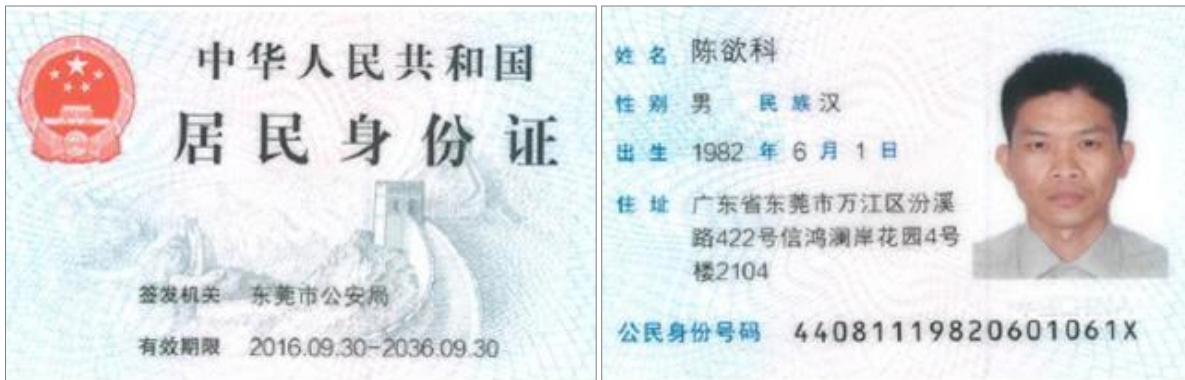 中华人民共和国
居民身份证
签发机关 东莞市公安局
有效期限 2016.09.30-2036.09.30
姓名 陈欲科
性别 男 民族 汉
出生 1982 年 6 月 1 日
住址 广东省东莞市万江区汾溪
路422号信鸿澜岸花园4号
楼2104
公民身份号码 44081119820601061X